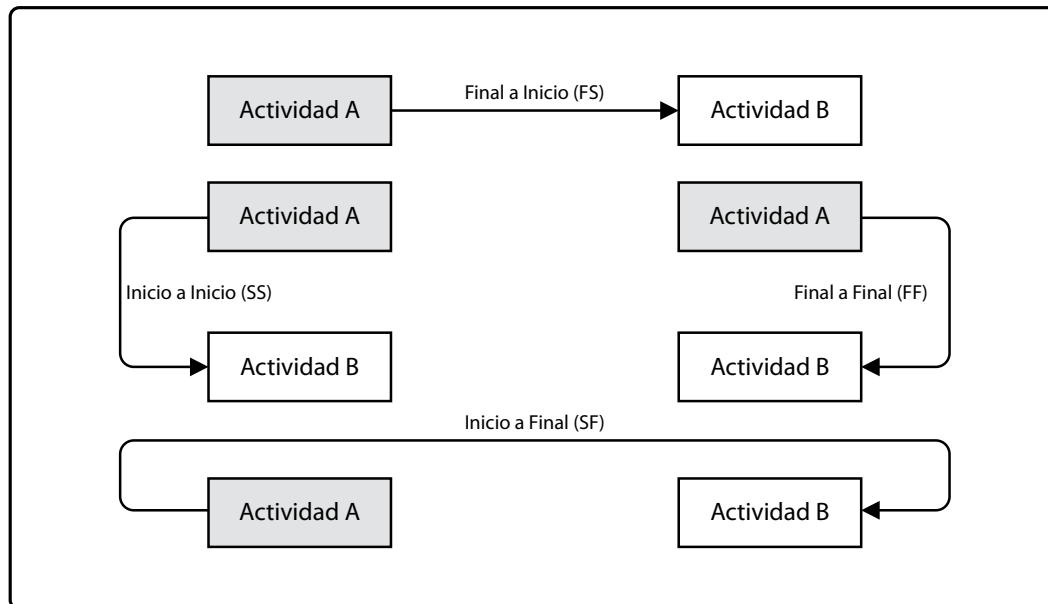 Final a Inicio (FS)
Actividad A
Actividad B
Actividad A
Actividad A
Inicio a Inicio (SS)
Final a Final (FF)
Actividad B
Actividad B
Inicio a Final (SF)
Actividad A
Actividad B